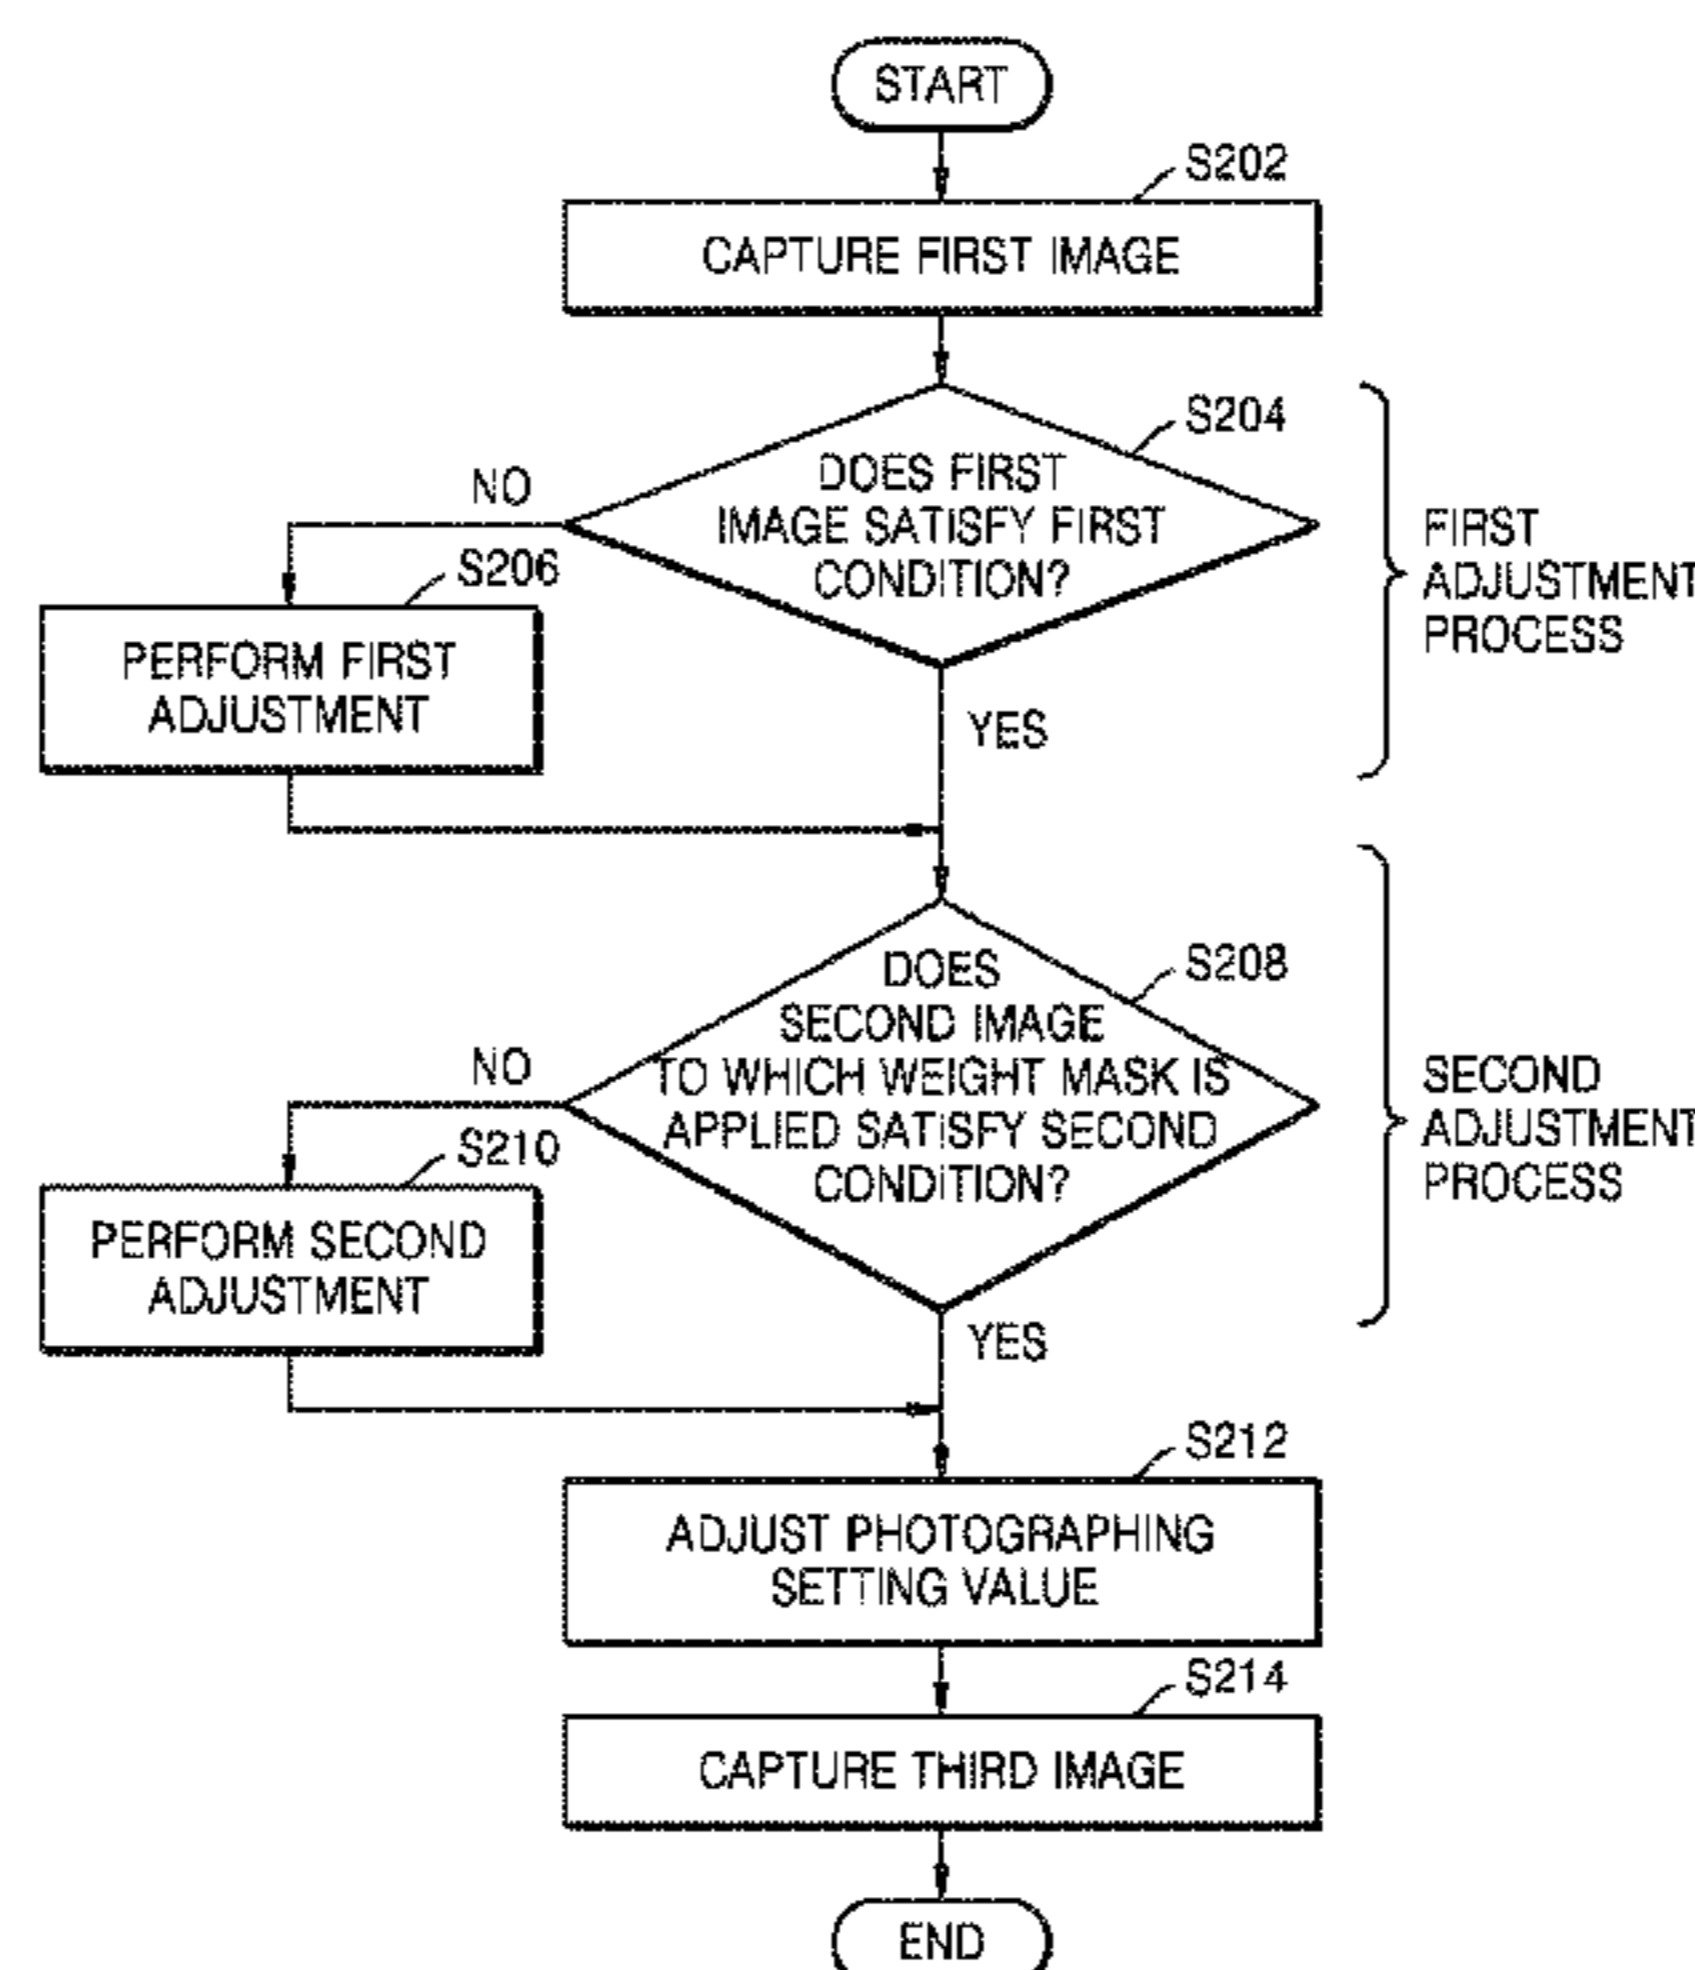 START
S202
CAPTURE FIRST IMAGE
S204
DOES FIRST
IMAGE SATISFY FIRST
CONDITION?
NO
YES
FIRST
ADJUSTMENT
PROCESS
S206
PERFORM FIRST
ADJUSTMENT
S208
DOES
SECOND IMAGE
TO WHICH WEIGHT MASK IS
APPLIED SATISFY SECOND
CONDITION?
NO
YES
SECOND
ADJUSTMENT
PROCESS
S210
PERFORM SECOND
ADJUSTMENT
S212
ADJUST PHOTOGRAPHING
SETTING VALUE
S214
CAPTURE THIRD IMAGE
END